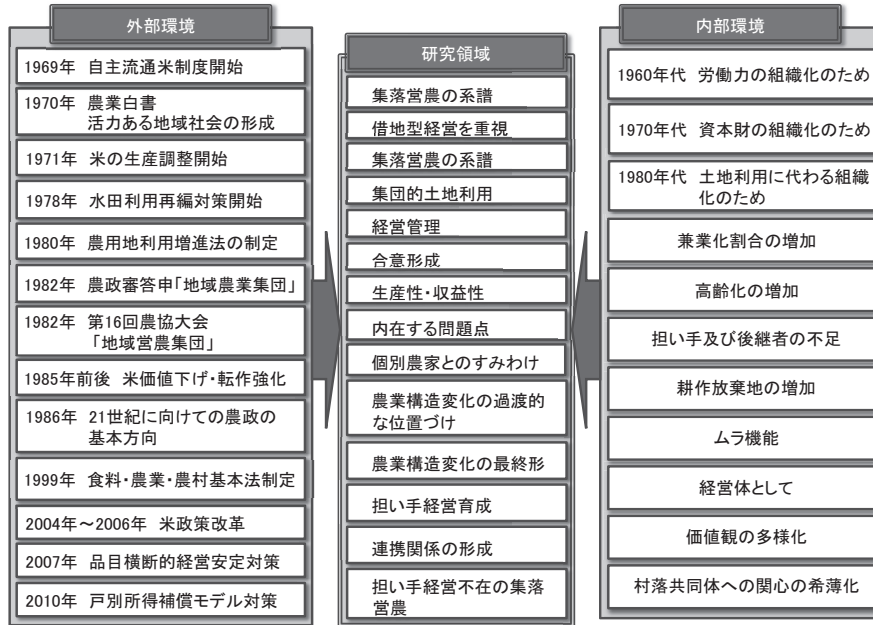 外部環境
1969年 自主流通米制度開始
1970年 農業白書
活力ある地域社会の形成
1971年 米の生産調整開始
1978年 水田利用再編対策開始
1980年 農用地利用増進法の制定
1982年 農政審答申「地域農業集団」
1982年 第16回農協大会
「地域営農集団」
1985年前後 米価値下げ・転作強化
1986年 21世紀に向けての農政の
基本方向
1999年 食料・農業・農村基本法制定
2004年～2006年 米政策改革
2007年 品目横断的経営安定対策
2010年 戸別所得補償モデル対策
研究領域
集落営農の系譜
借地型経営を重視
集落営農の系譜
集団的土地利用
経営管理
合意形成
生産性・収益性
内在する問題点
個別農家とのすみわけ
農業構造変化の過渡的
な位置づけ
農業構造変化の最終形
担い手経営育成
連携関係の形成
担い手経営不在の集落
営農
内部環境
1960年代 労働力の組織化のため
1970年代 資本財の組織化のため
1980年代 土地利用に代わる組織
化のため
兼業化割合の増加
高齢化の増加
担い手及び後継者の不足
耕作放棄地の増加
ムラ機能
経営体として
価値観の多様化
村落共同体への関心の希薄化